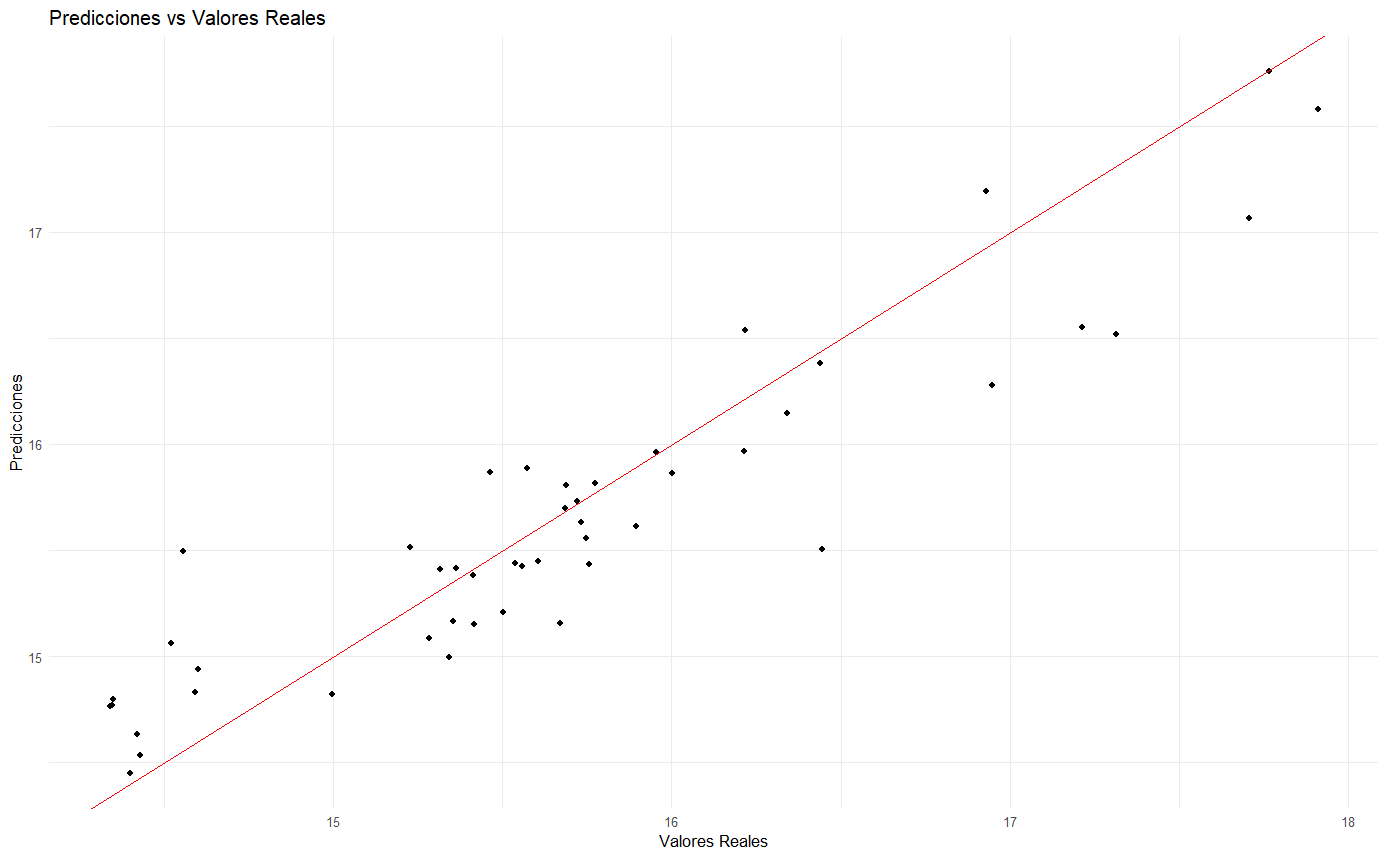 Predicciones vs Valores Reales
17
16
15
Predicciones
15 16 17 18
Valores Reales